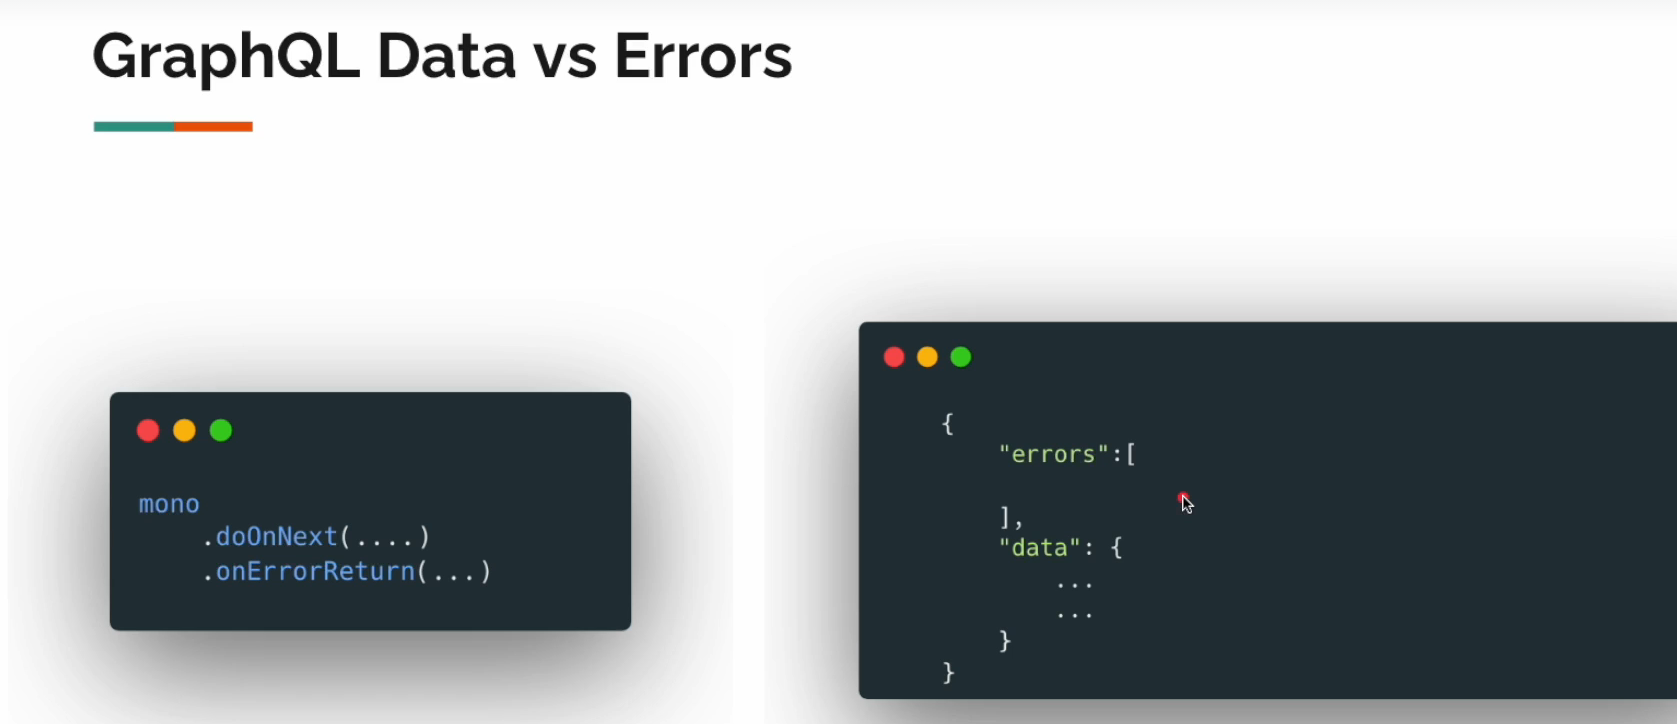 GraphQL Data vs Errors
mono
.doOnNext(....)
.onErrorReturn(...)
{
"errors":[
],
"data": {
...
...
}
}